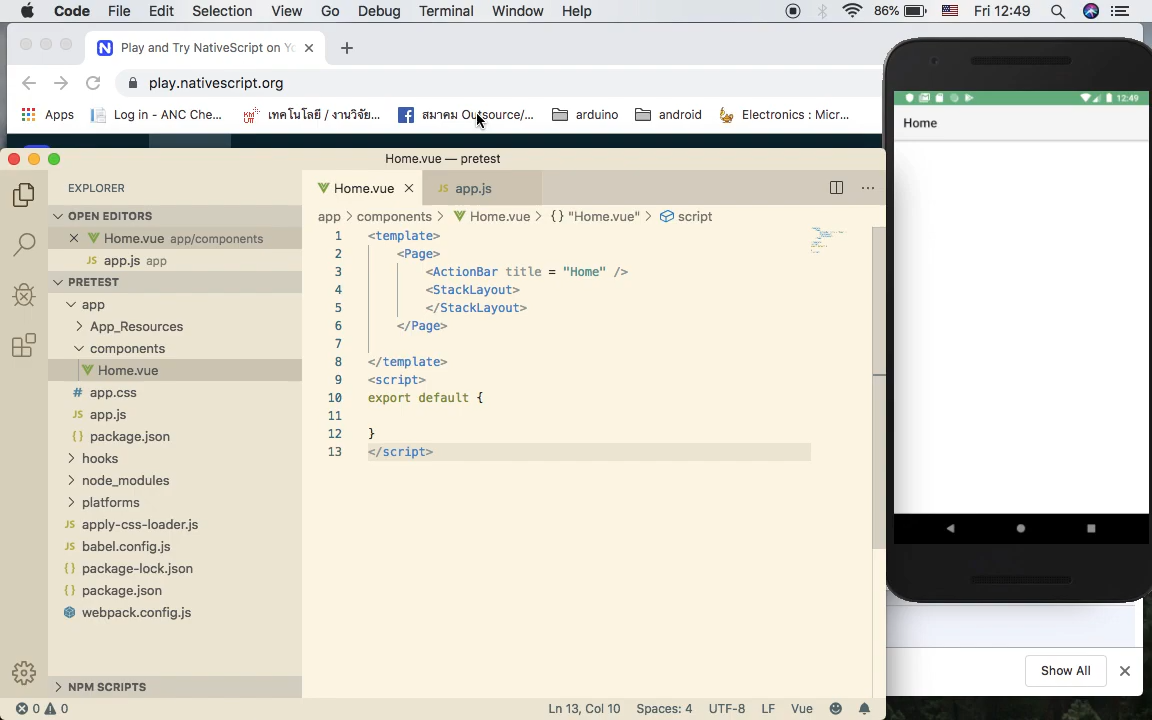 Code File Edit Selection View Go Debug Terminal Window Help 86% Fri 12:49
Play and Try NativeScript on Yo
play.nativescript.org
Apps Log in - ANC Che... เทคโนโลยี / งานวิจัย... สมาคม Outsource/... arduino android Electronics : Micr...
Home.vue — pretest
EXPLORER
OPEN EDITORS
Home.vue app/components
app.js app
PRETEST
app
App_Resources
components
Home.vue
app.css
app.js
package.json
hooks
node_modules
platforms
apply-css-loader.js
babel.config.js
package-lock.json
package.json
webpack.config.js
NPM SCRIPTS
Home.vue app.js
app > components > Home.vue > {} "Home.vue" > script
1 <template>
2 <Page>
3 <ActionBar title = "Home" />
4 <StackLayout>
5 </StackLayout>
6 </Page>
7
8 </template>
9 <script>
10 export default {
11
12 }
13 </script>
0 0 Ln 13, Col 10 Spaces: 4 UTF-8 LF Vue
12:49
Home
Show All